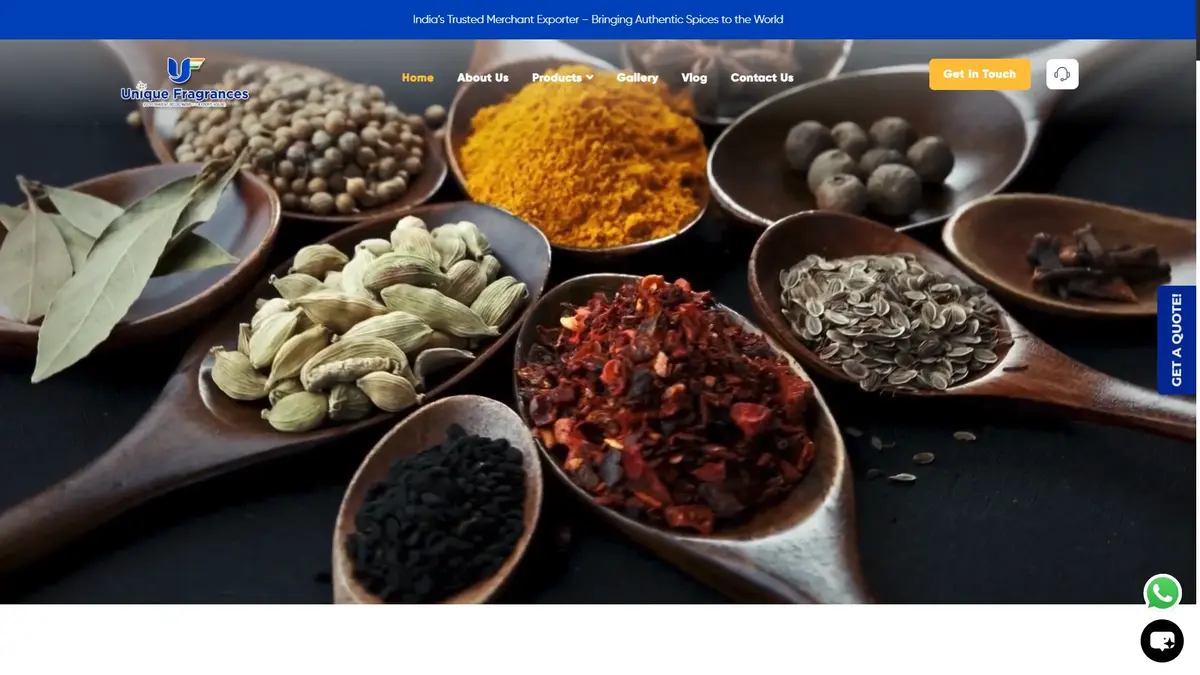 India's Trusted Merchant Exporter – Bringing Authentic Spices to the World
UF
Unique Fragrances
Home
About Us
Products
Gallery
Vlog
Contact Us
Get In Touch
GET A QUOTE!